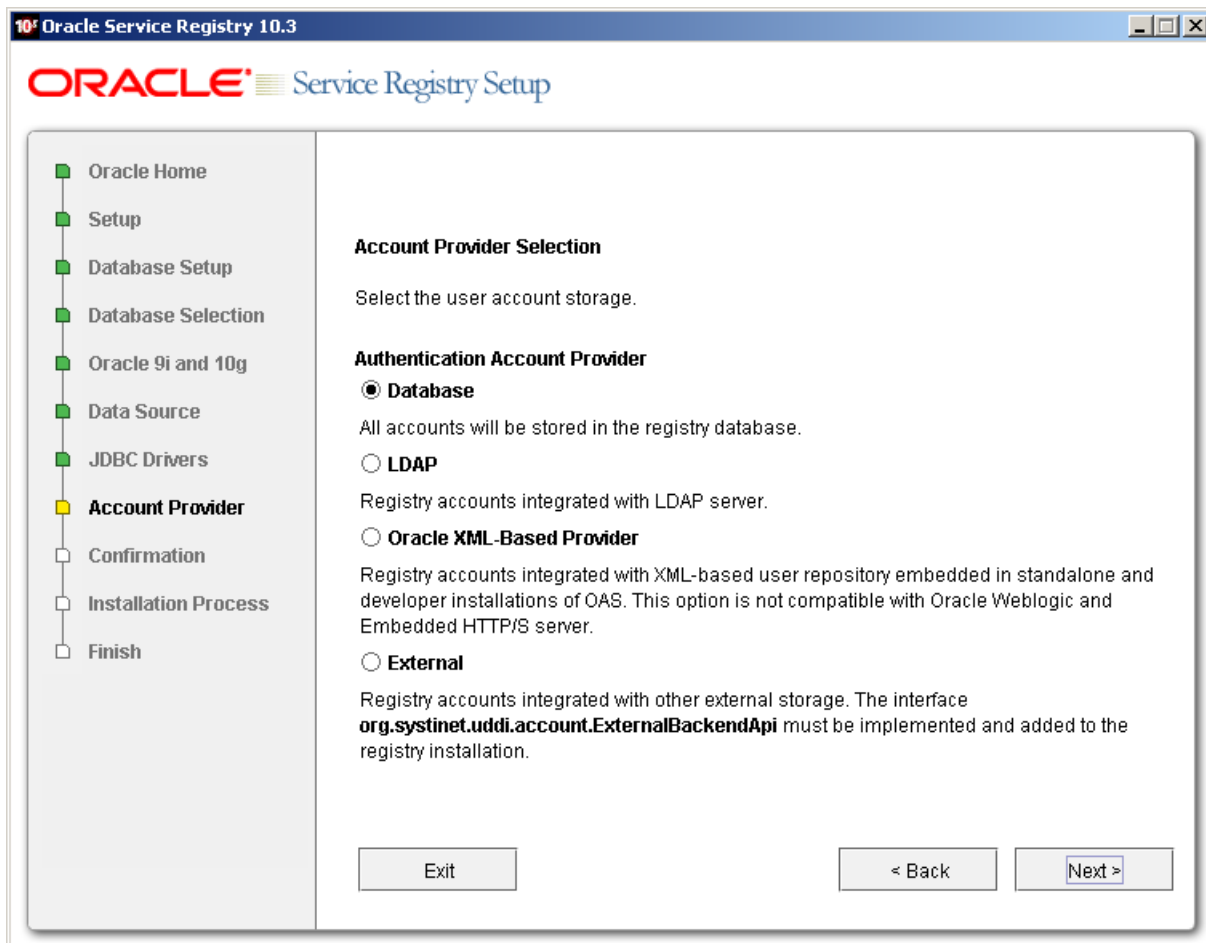 10g Oracle Service Registry 10.3
ORACLE Service Registry Setup
Oracle Home
Setup
Database Setup
Database Selection
Oracle 9i and 10g
Data Source
JDBC Drivers
Account Provider
Confirmation
Installation Process
Finish
Account Provider Selection
Select the user account storage.
Authentication Account Provider
Database
All accounts will be stored in the registry database.
LDAP
Registry accounts integrated with LDAP server.
Oracle XML-Based Provider
Registry accounts integrated with XML-based user repository embedded in standalone and
developer installations of OAS. This option is not compatible with Oracle Weblogic and
Embedded HTTP/S server.
External
Registry accounts integrated with other external storage. The interface
org.systinet.uddi.account.ExternalBackendApi must be implemented and added to the
registry installation.
Exit
< Back
Next >